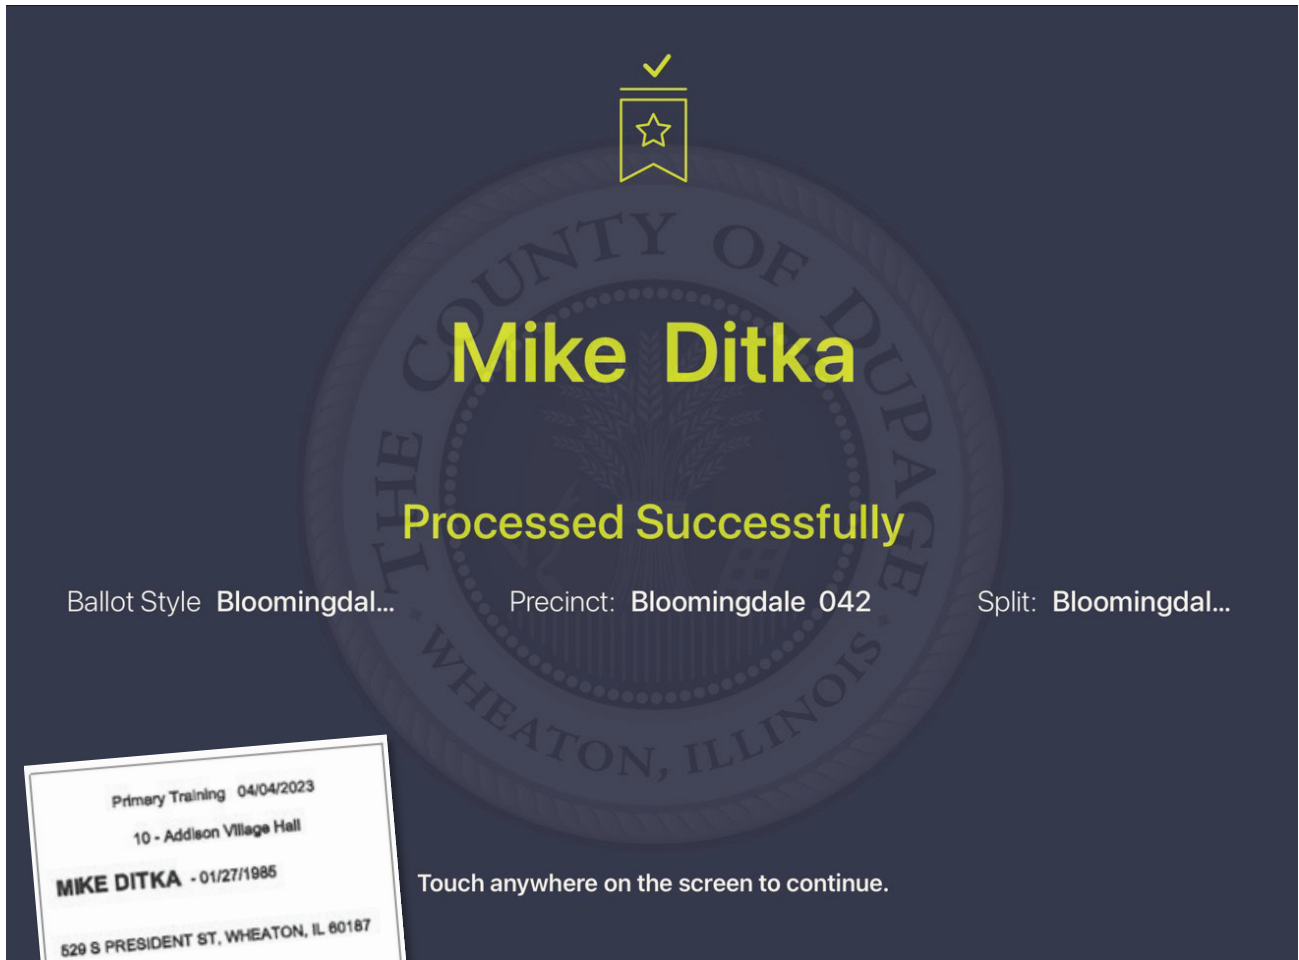 THE COUNTY OF DUPAGE
Mike Ditka
Processed Successfully
Ballot Style Bloomingdal... Precinct: Bloomingdale 042 Split: Bloomingdal...
WHEATON, ILLINOIS
Primary Training 04/04/2023
10 - Addison Village Hall
MIKE DITKA - 01/27/1985
529 S PRESIDENT ST, WHEATON, IL 60187
Touch anywhere on the screen to continue.